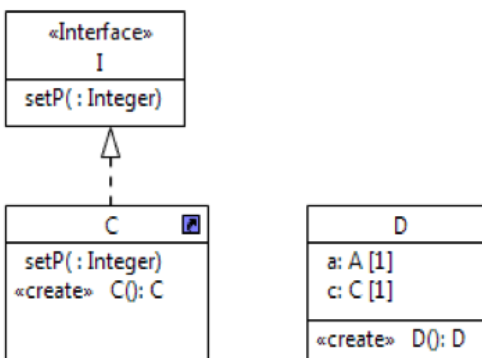 «Interface»
I
setP( : Integer)
C
setP( : Integer)
«create» C(): C
D
a: A [1]
c: C [1]
«create» D(): D